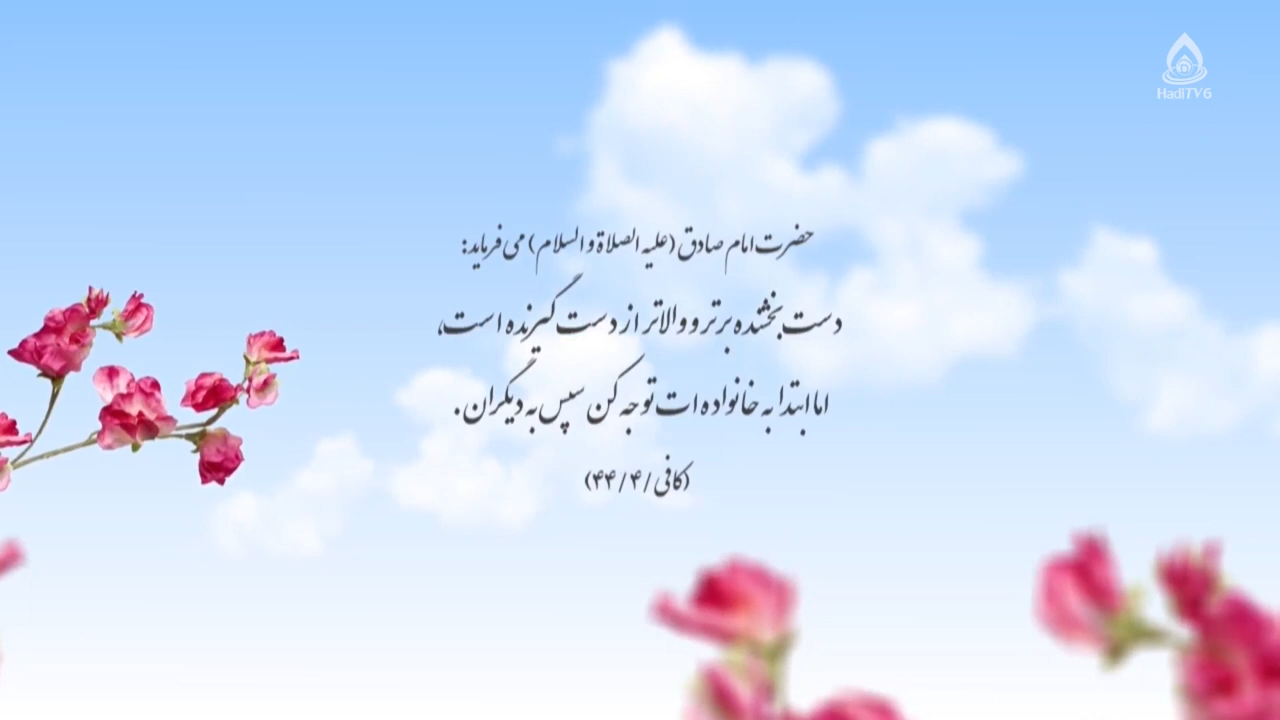 HadiTV6
حضرت امام صادق (علیه الصلاة و السلام) می فرماید:
دست بخشنده برتر و والاتر از دست گیرنده است،
اما ابتدا به خانواده ات توجه کن سپس به دیگران.
(کافی / ۴ / ۴۴)